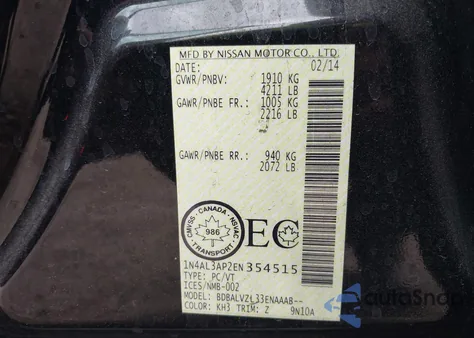 MFD BY NISSAN MOTOR CO., LTD.
DATE: 02/14
GVWR/PNBV: 1910 KG
4211 LB
GAWR/PNBE FR.: 1005 KG
2216 LB
GAWR/PNBE RR.: 940 KG
2072 LB
CMVSS - CANADA - NSVAC
986
EC
1N4AL3AP2EN354515
TYPE: PC/VT
ICES/NMB-002
MODEL: BDBALVZL33ENAAAB--
COLOR: KH3 TRIM: Z 9N10A
autoSnap